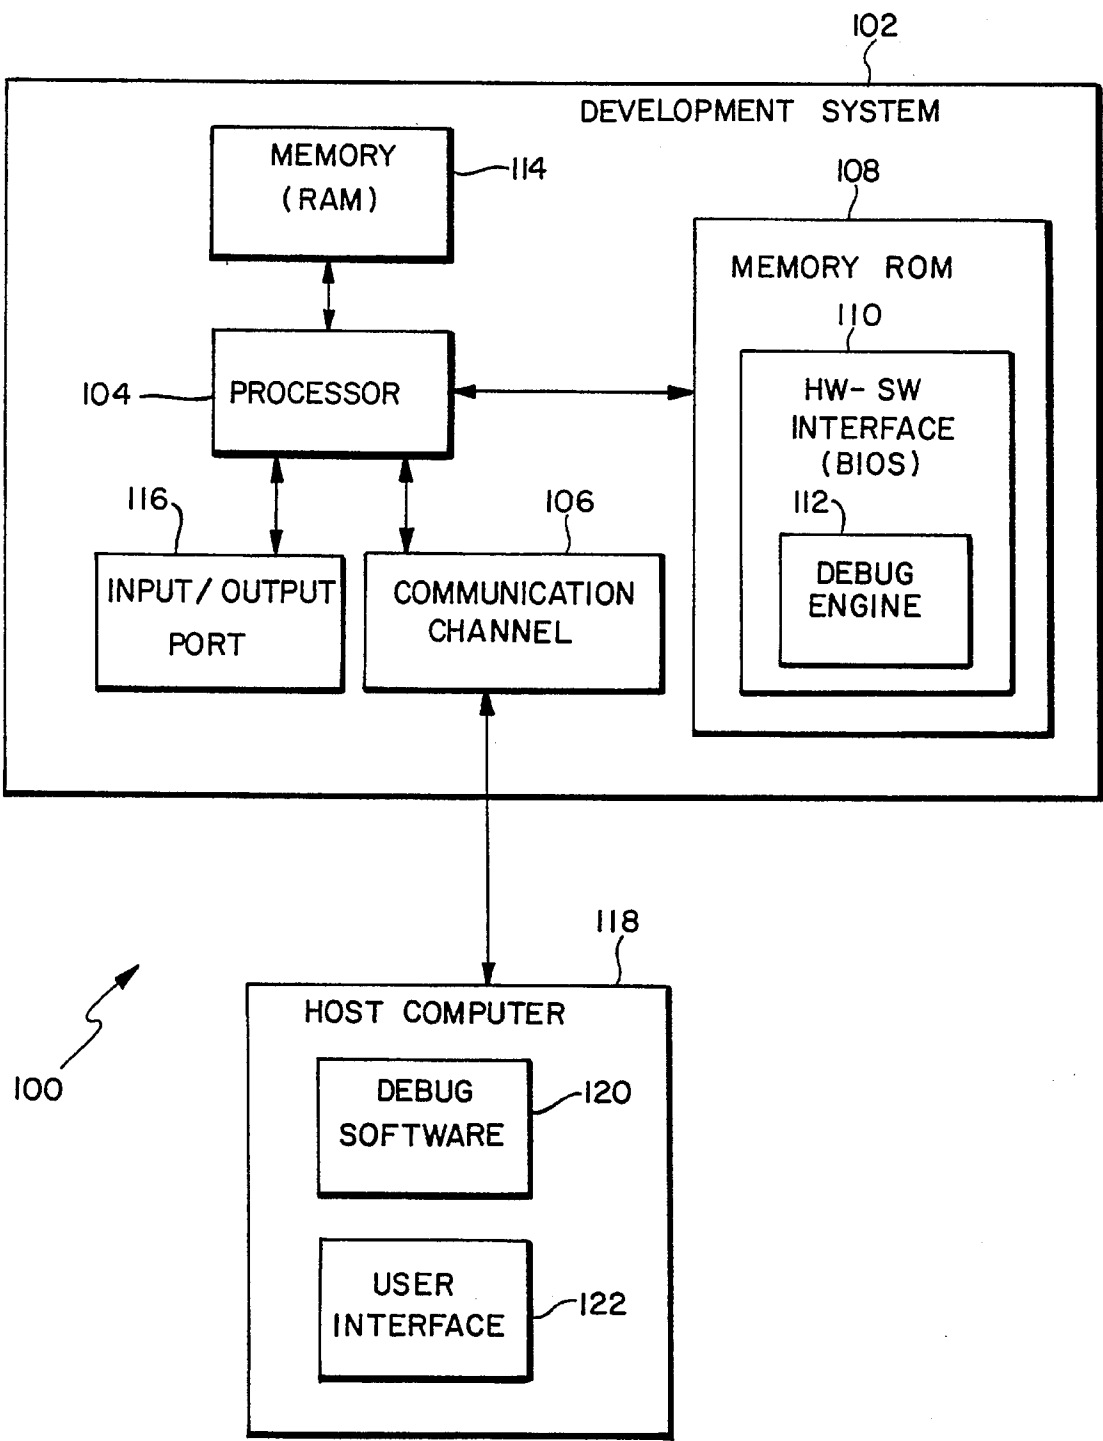 102
DEVELOPMENT SYSTEM
MEMORY
(RAM)
114
108
MEMORY ROM
110
104
PROCESSOR
HW-SW
INTERFACE
(BIOS)
116
106
112
INPUT/OUTPUT
PORT
COMMUNICATION
CHANNEL
DEBUG
ENGINE
118
HOST COMPUTER
100
DEBUG
SOFTWARE
120
USER
INTERFACE
122